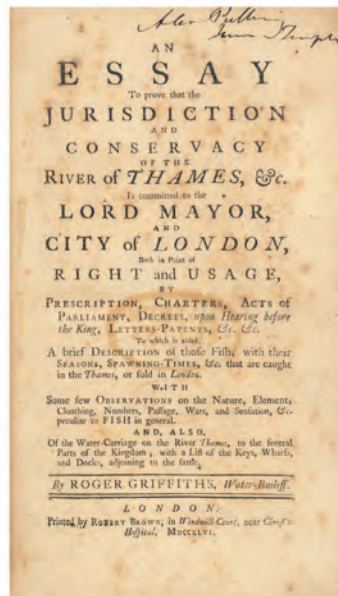 Alex Pulling
Inner Temple
AN
ESSAY
To prove that the
JURISDICTION
AND
CONSERVACY
OF THE
RIVER of THAMES, &c.
Is committed to the
LORD MAYOR,
AND
CITY of LONDON,
Both in Point of
RIGHT and USAGE,
BY
PRESCRIPTION, CHARTERS, ACTS of
PARLIAMENT, DECREES, upon Hearing before
the King, LETTERS-PATENTS, &c. &c.
To which is added,
A brief DESCRIPTION of those Fish, with their
SEASONS, SPAWNING-TIMES, &c. that are caught
in the Thames, or sold in London.
WITH
Some few OBSERVATIONS on the Nature, Element,
Cloathing, Numbers, Passage, Wars, and Sensation, &c.
peculiar to FISH in general.
AND, ALSO,
Of the Water-Carriage on the River Thames, to the several
Parts of the Kingdom; with a List of the Keys, Wharfs,
and Docks, adjoining to the same.
By ROGER GRIFFITHS, Water-Bailiff.
LONDON:
Printed by ROBERT BROWN, in Windmill-Court, near Christ's
Hospital, MDCCXLVI.